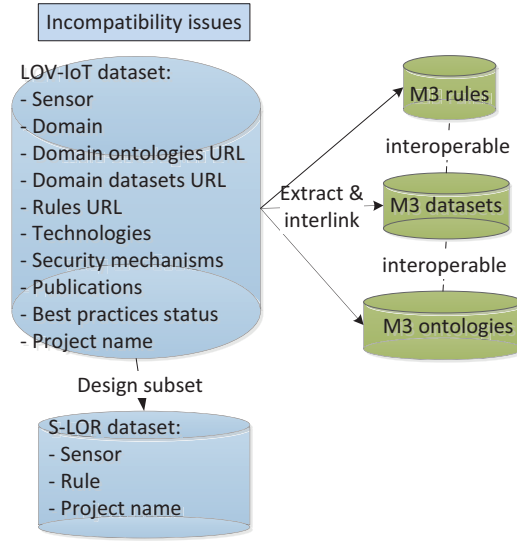 Incompatibility issues
LOV-IoT dataset:
- Sensor
- Domain
- Domain ontologies URL
- Domain datasets URL
- Rules URL
- Technologies
- Security mechanisms
- Publications
- Best practices status
- Project name
Extract &
interlink
M3 rules
interoperable
M3 datasets
interoperable
M3 ontologies
Design subset
S-LOR dataset:
- Sensor
- Rule
- Project name